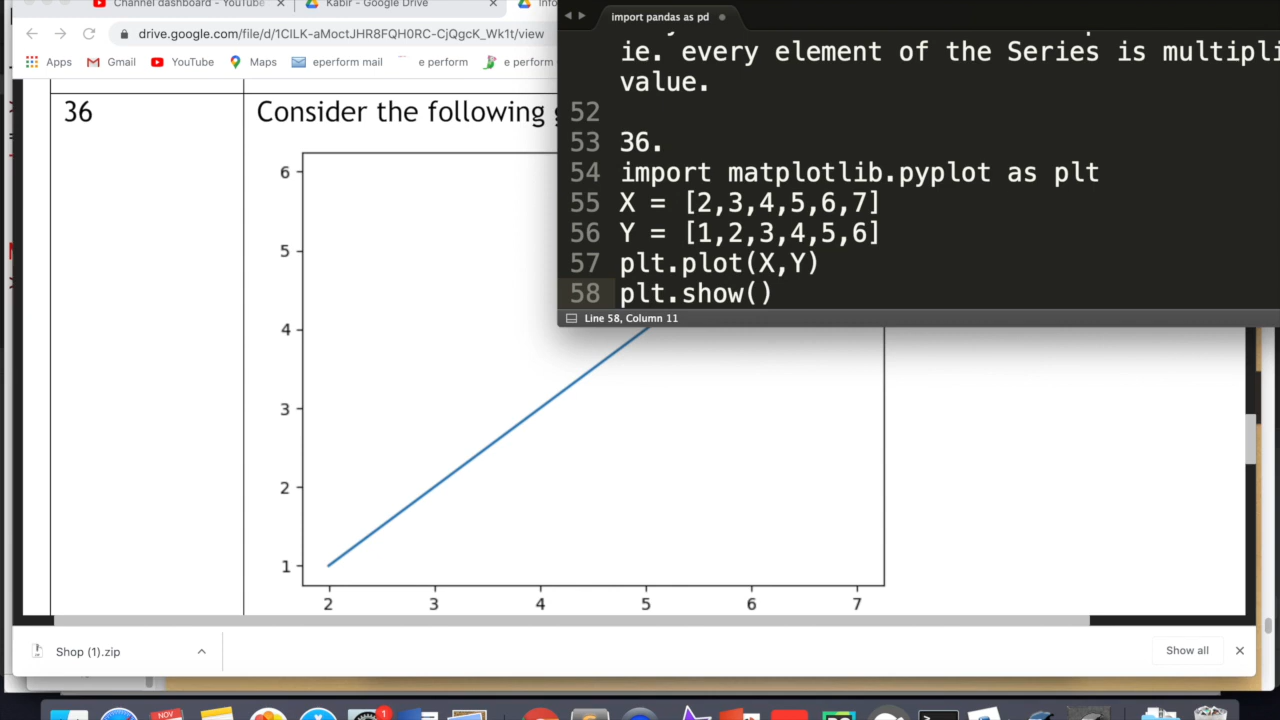 Channel dashboard - YouTube
Kabir - Google Drive
drive.google.com/file/d/1CILK-aMoctJHR8FQH0RC-CjQgcK_Wk1t/view
Apps Gmail YouTube Maps eperform mail e perform e perform
36 Consider the following
6
5
4
3
2
1
2 3 4 5 6 7
import pandas as pd
ie. every element of the Series is
value.
52
53 36.
54 import matplotlib.pyplot as plt
55 X = [2,3,4,5,6,7]
56 Y = [1,2,3,4,5,6]
57 plt.plot(X,Y)
58 plt.show()
Line 58, Column 11
Shop (1).zip
Show all
NOV
1